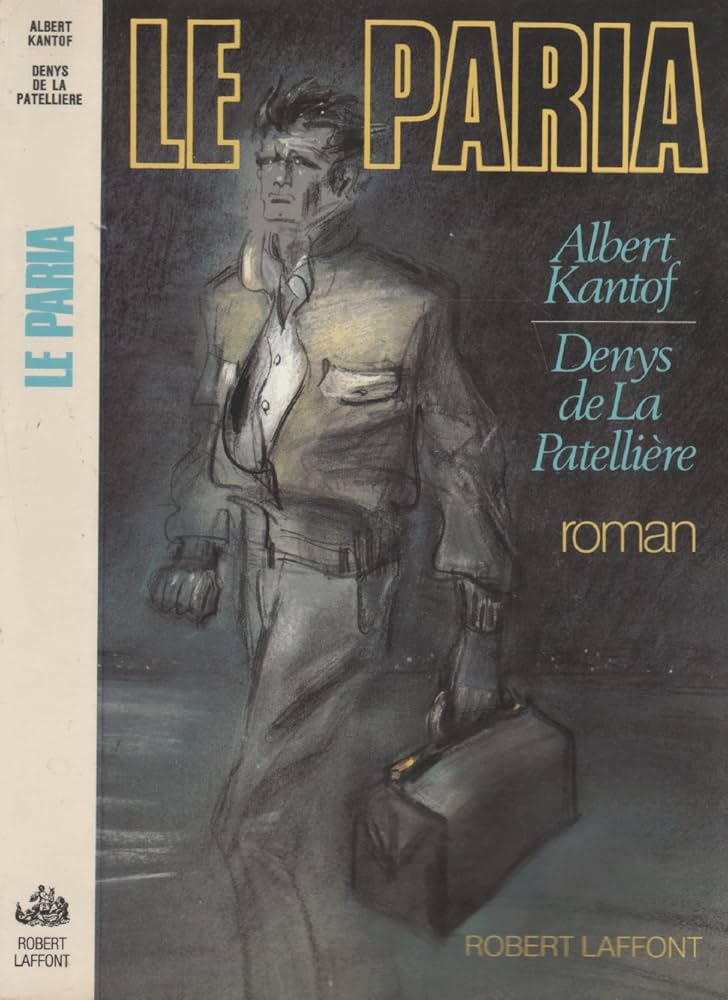 ALBERT
KANTOF
DENYS
DE LA
PATELLIERE
LE PARIA
ROBERT
LAFFONT
LE PARIA
Albert
Kantof
Denys
de La
Patellière
roman
ROBERT LAFFONT